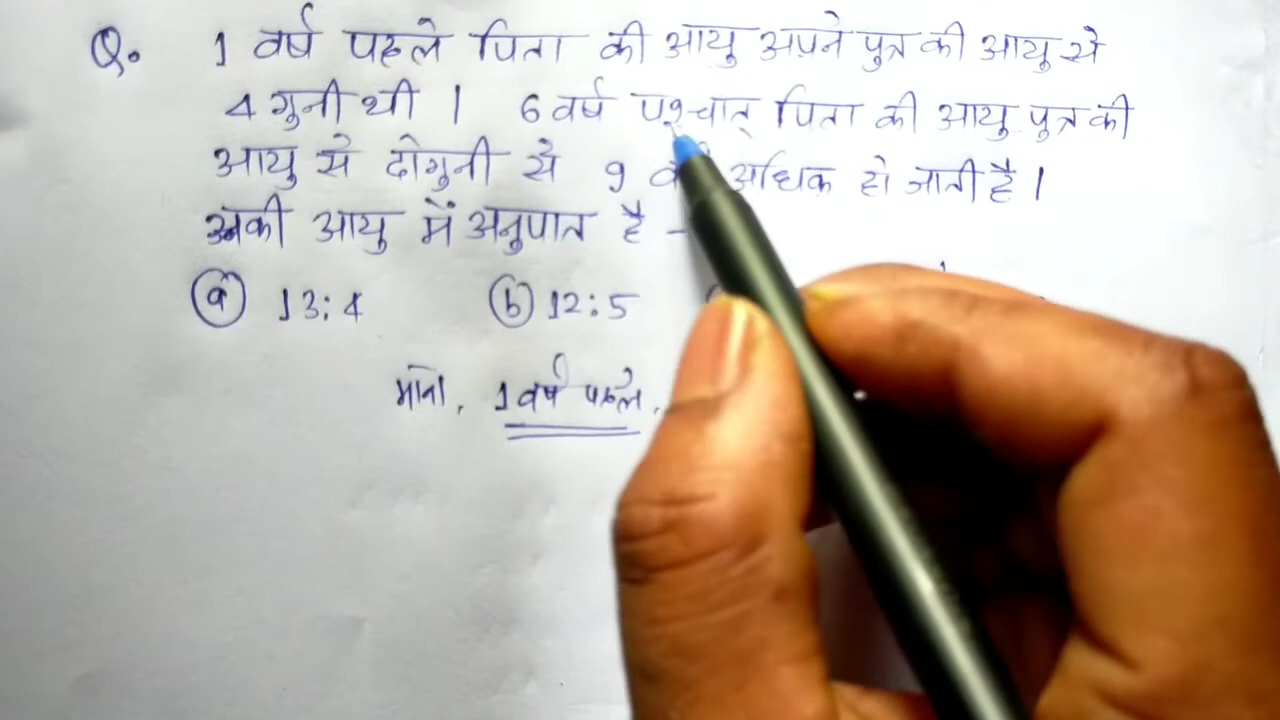 Q. 1 वर्ष पहले पिता की आयु अपने पुत्र की आयु से
4 गुनी थी । 6 वर्ष पश्चात् पिता की आयु पुत्र की
आयु से दोगुनी से 9 अधिक हो जाती है ।
उनकी आयु में अनुपात है -
(a) 13:4 (b) 12:5
माना, 1 वर्ष पहले,